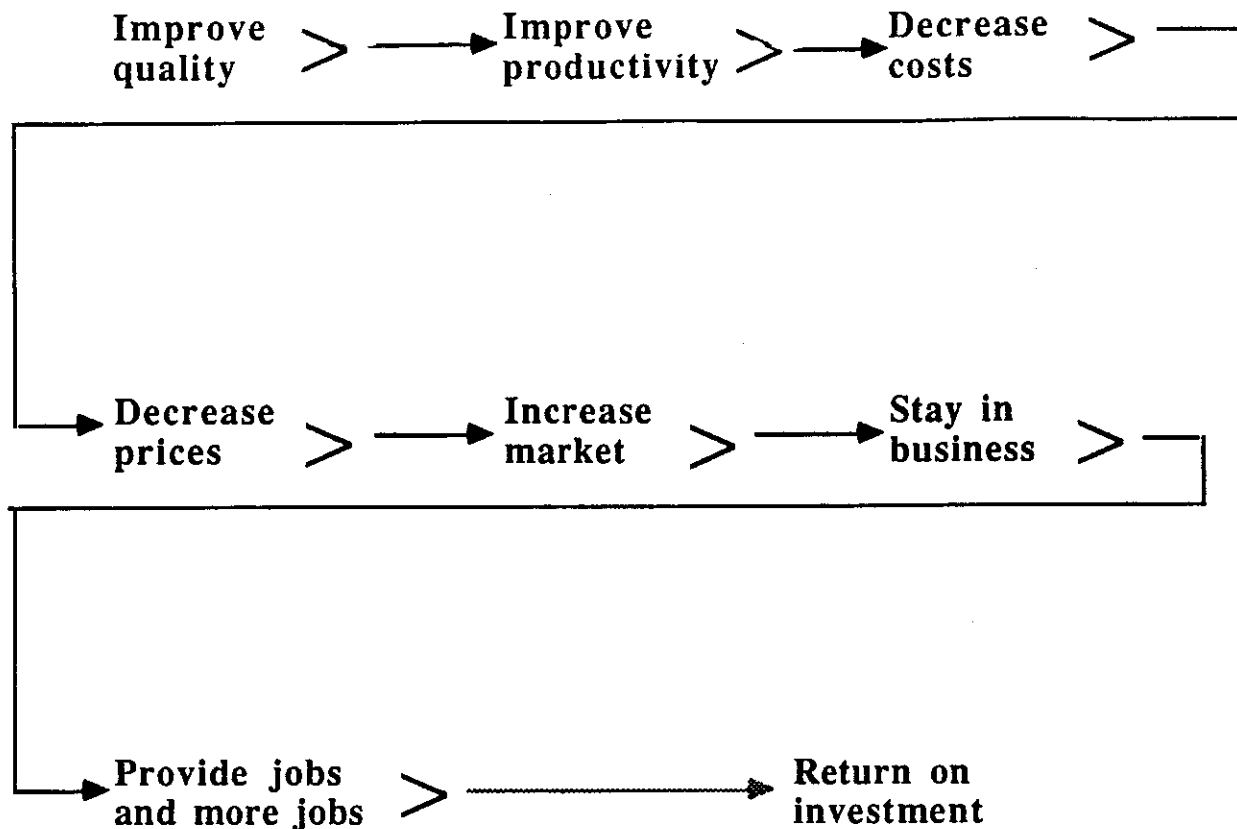 Improve
quality
Improve
productivity
Decrease
costs
Decrease
prices
Increase
market
Stay in
business
Provide jobs
and more jobs
Return on
investment